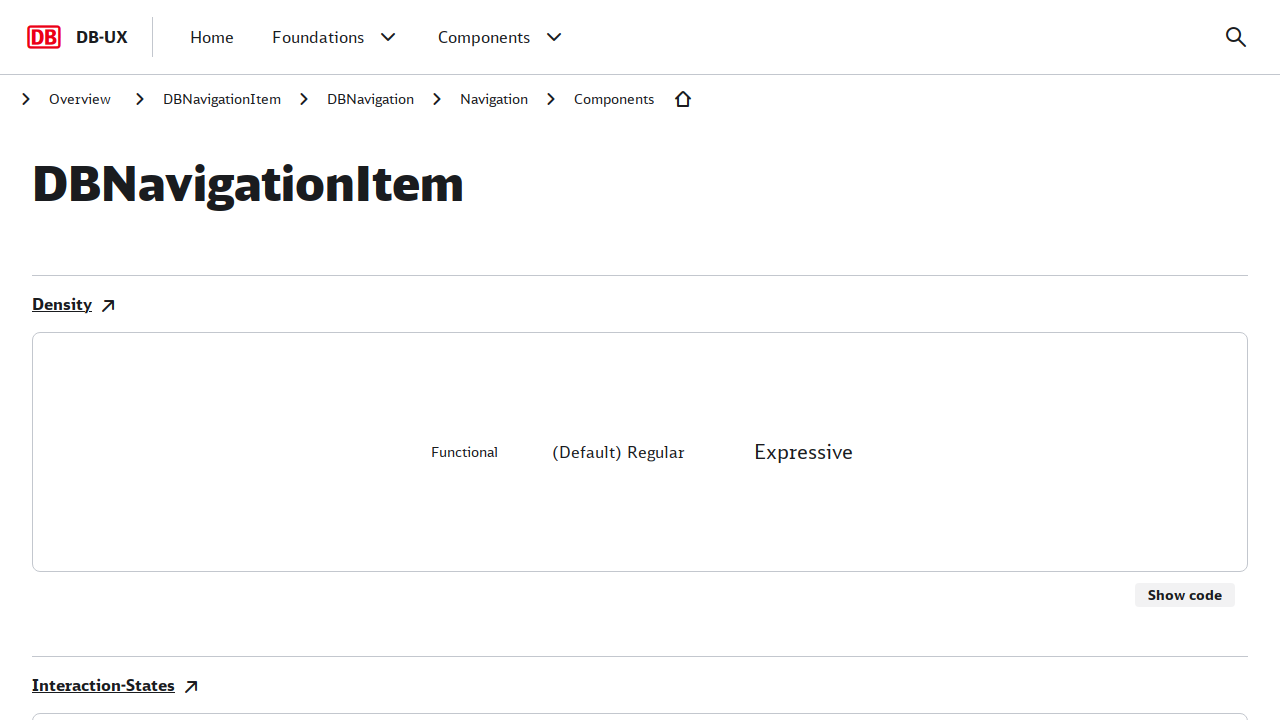 DB DB-UX Home Foundations Components
Overview DBNavigationItem DBNavigation Navigation Components
DBNavigationItem
Density
Functional (Default) Regular Expressive
Show code
Interaction-States